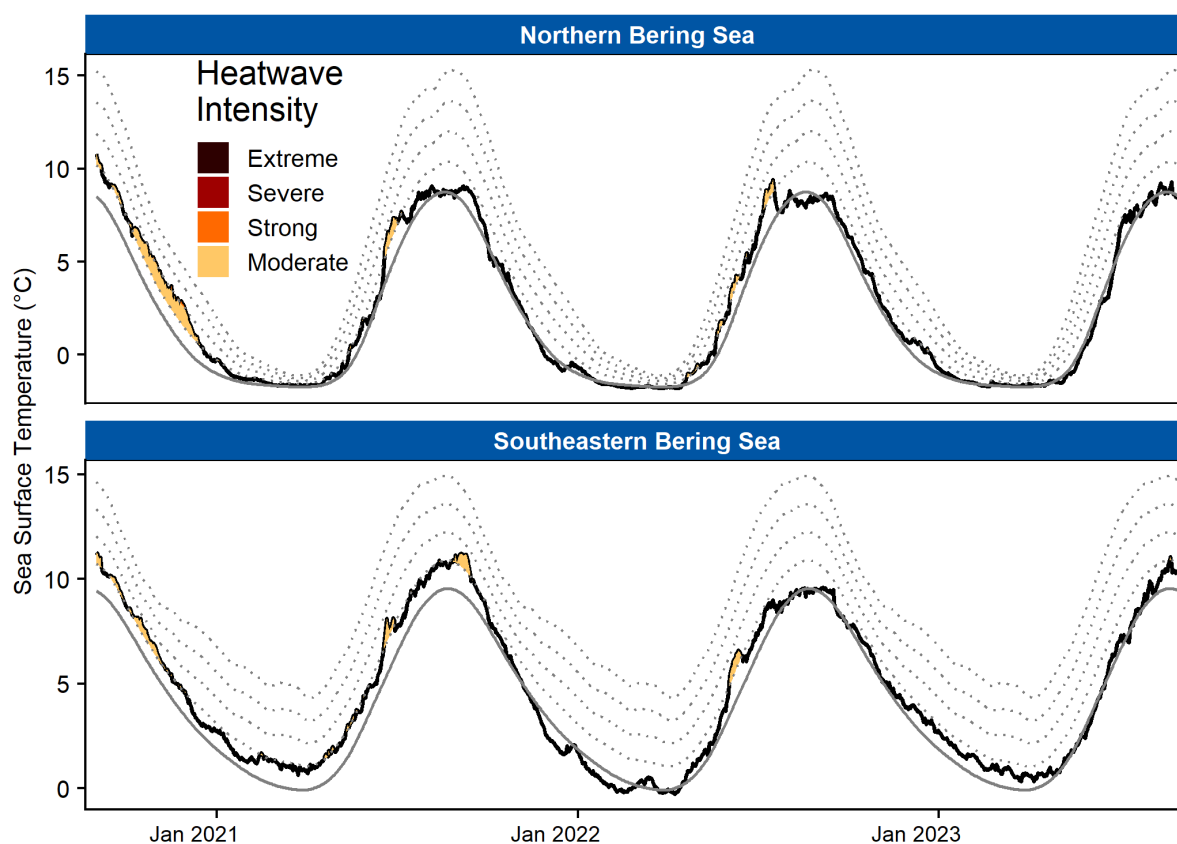 Northern Bering Sea
Heatwave
Intensity
Extreme
Severe
Strong
Moderate
15
10
5
0
Sea Surface Temperature (°C)
Southeastern Bering Sea
15
10
5
0
Jan 2021
Jan 2022
Jan 2023